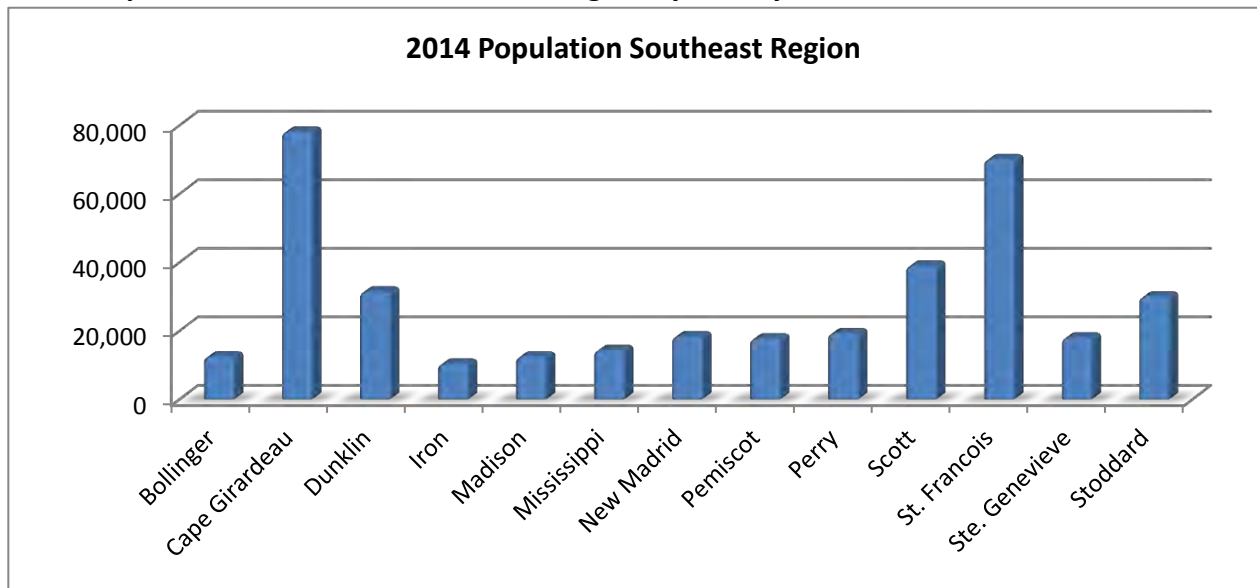 2014 Population Southeast Region
80,000
60,000
40,000
20,000
0
Bollinger
Cape Girardeau
Dunklin
Iron
Madison
Mississippi
New Madrid
Pemiscot
Perry
Scott
St. Francois
Ste. Genevieve
Stoddard